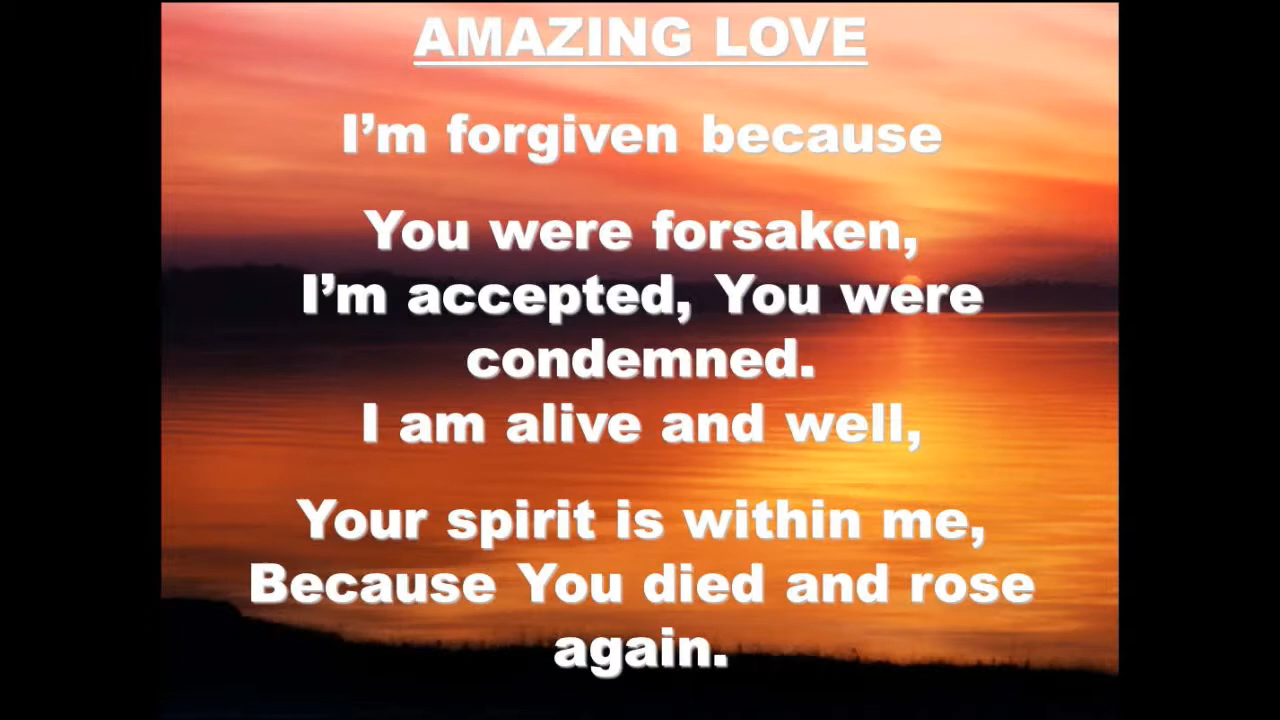 AMAZING LOVE
I’m forgiven because
You were forsaken,
I’m accepted, You were
condemned.
I am alive and well,
Your spirit is within me,
Because You died and rose
again.